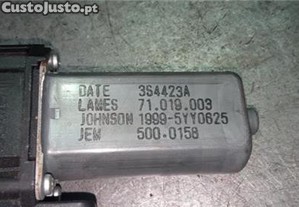 CustoJusto.pt
DATE 3S4423A
LAMES 71.019.003
JOHNSON 1999-5YY0625
JEW 500.0158